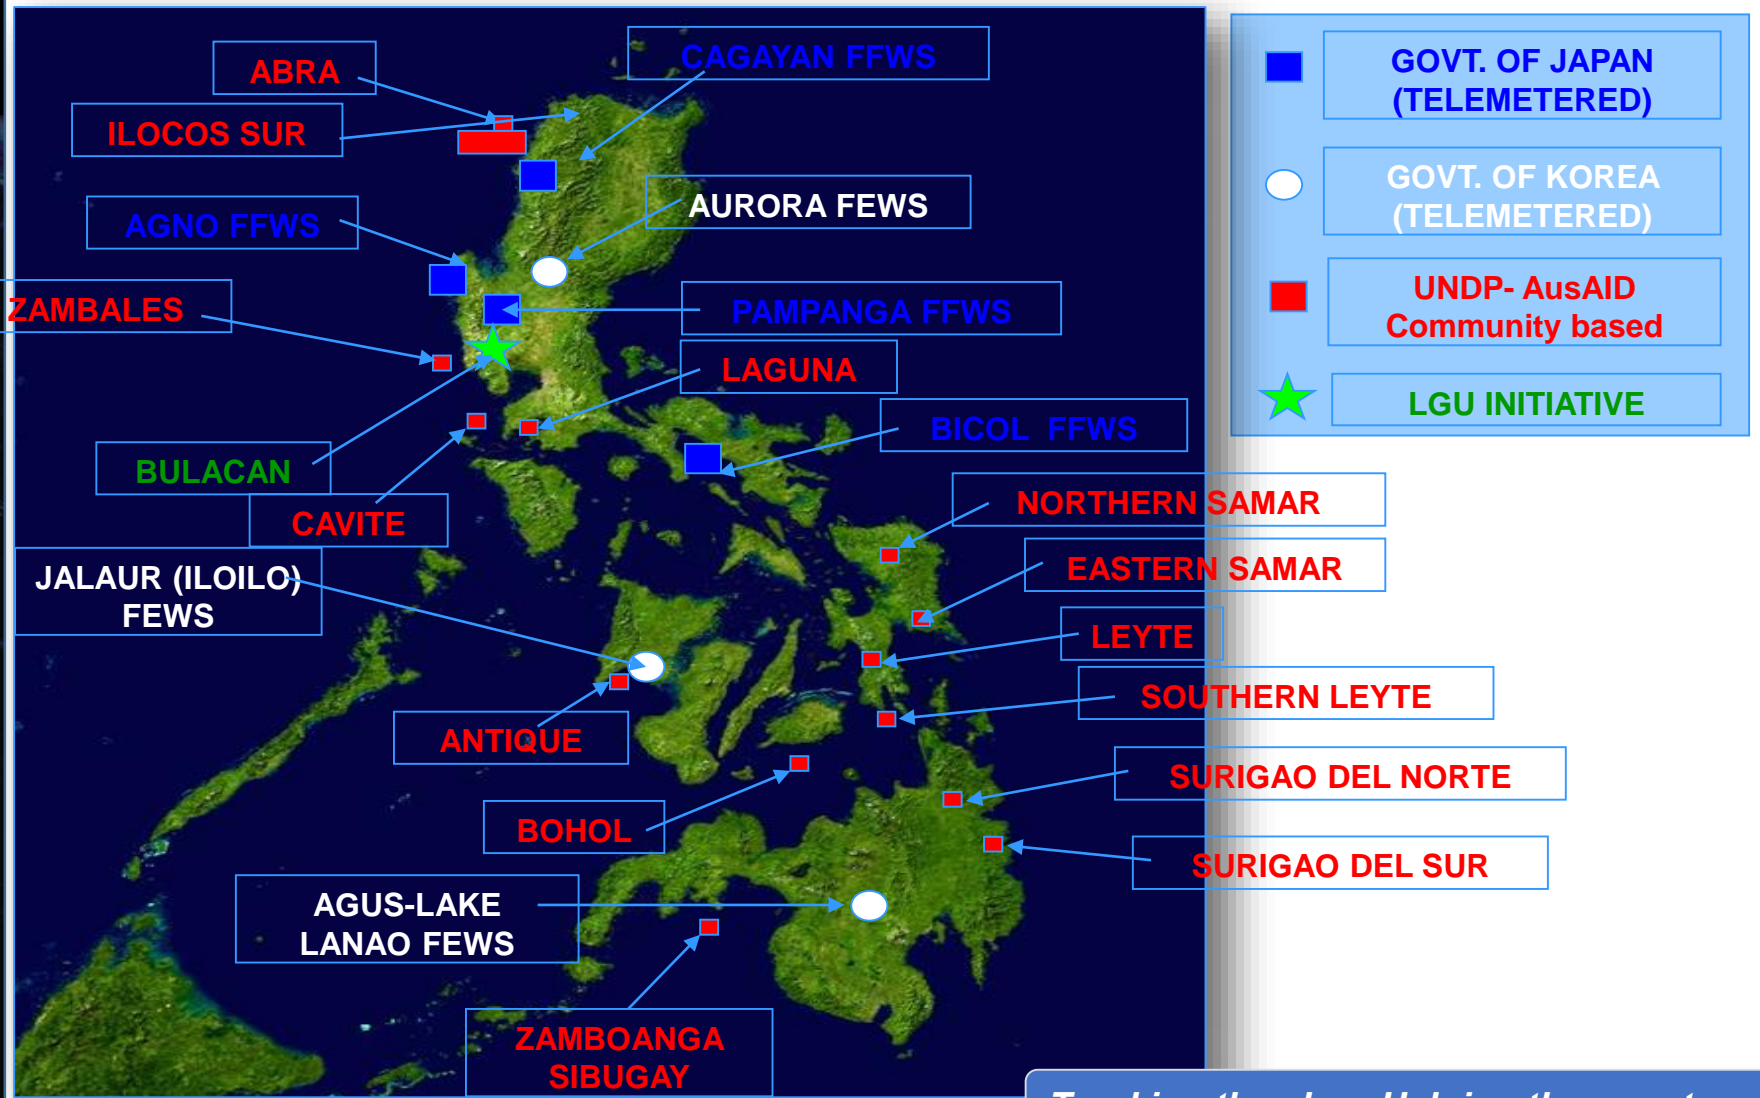 ABRA
CAGAYAN FFWS
ILOCOS SUR
AGNO FFWS
AURORA FEWS
ZAMBALES
PAMPANGA FFWS
LAGUNA
BICOL FFWS
BULACAN
CAVITE
NORTHERN SAMAR
EASTERN SAMAR
JALAUR (ILOILO)
FEWS
LEYTE
SOUTHERN LEYTE
ANTIQUE
SURIGAO DEL NORTE
BOHOL
SURIGAO DEL SUR
AGUS-LAKE
LANAO FEWS
ZAMBOANGA
SIBUGAY
GOVT. OF JAPAN
(TELEMETERED)
GOVT. OF KOREA
(TELEMETERED)
UNDP- AusAID
Community based
LGU INITIATIVE